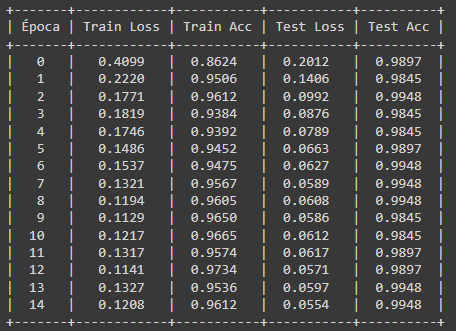 +-------+------------+-----------+-----------+----------+
| Época | Train Loss | Train Acc | Test Loss | Test Acc |
+-------+------------+-----------+-----------+----------+
|   0   |   0.4099   |   0.8624  |   0.2012  |  0.9897  |
|   1   |   0.2220   |   0.9506  |   0.1406  |  0.9845  |
|   2   |   0.1771   |   0.9612  |   0.0992  |  0.9948  |
|   3   |   0.1819   |   0.9384  |   0.0876  |  0.9845  |
|   4   |   0.1746   |   0.9392  |   0.0789  |  0.9845  |
|   5   |   0.1486   |   0.9452  |   0.0663  |  0.9897  |
|   6   |   0.1537   |   0.9475  |   0.0627  |  0.9948  |
|   7   |   0.1321   |   0.9567  |   0.0589  |  0.9948  |
|   8   |   0.1194   |   0.9605  |   0.0608  |  0.9948  |
|   9   |   0.1129   |   0.9650  |   0.0586  |  0.9845  |
|  10   |   0.1217   |   0.9665  |   0.0612  |  0.9845  |
|  11   |   0.1317   |   0.9574  |   0.0617  |  0.9897  |
|  12   |   0.1141   |   0.9734  |   0.0571  |  0.9897  |
|  13   |   0.1327   |   0.9536  |   0.0597  |  0.9948  |
|  14   |   0.1208   |   0.9612  |   0.0554  |  0.9948  |
+-------+------------+-----------+-----------+----------+